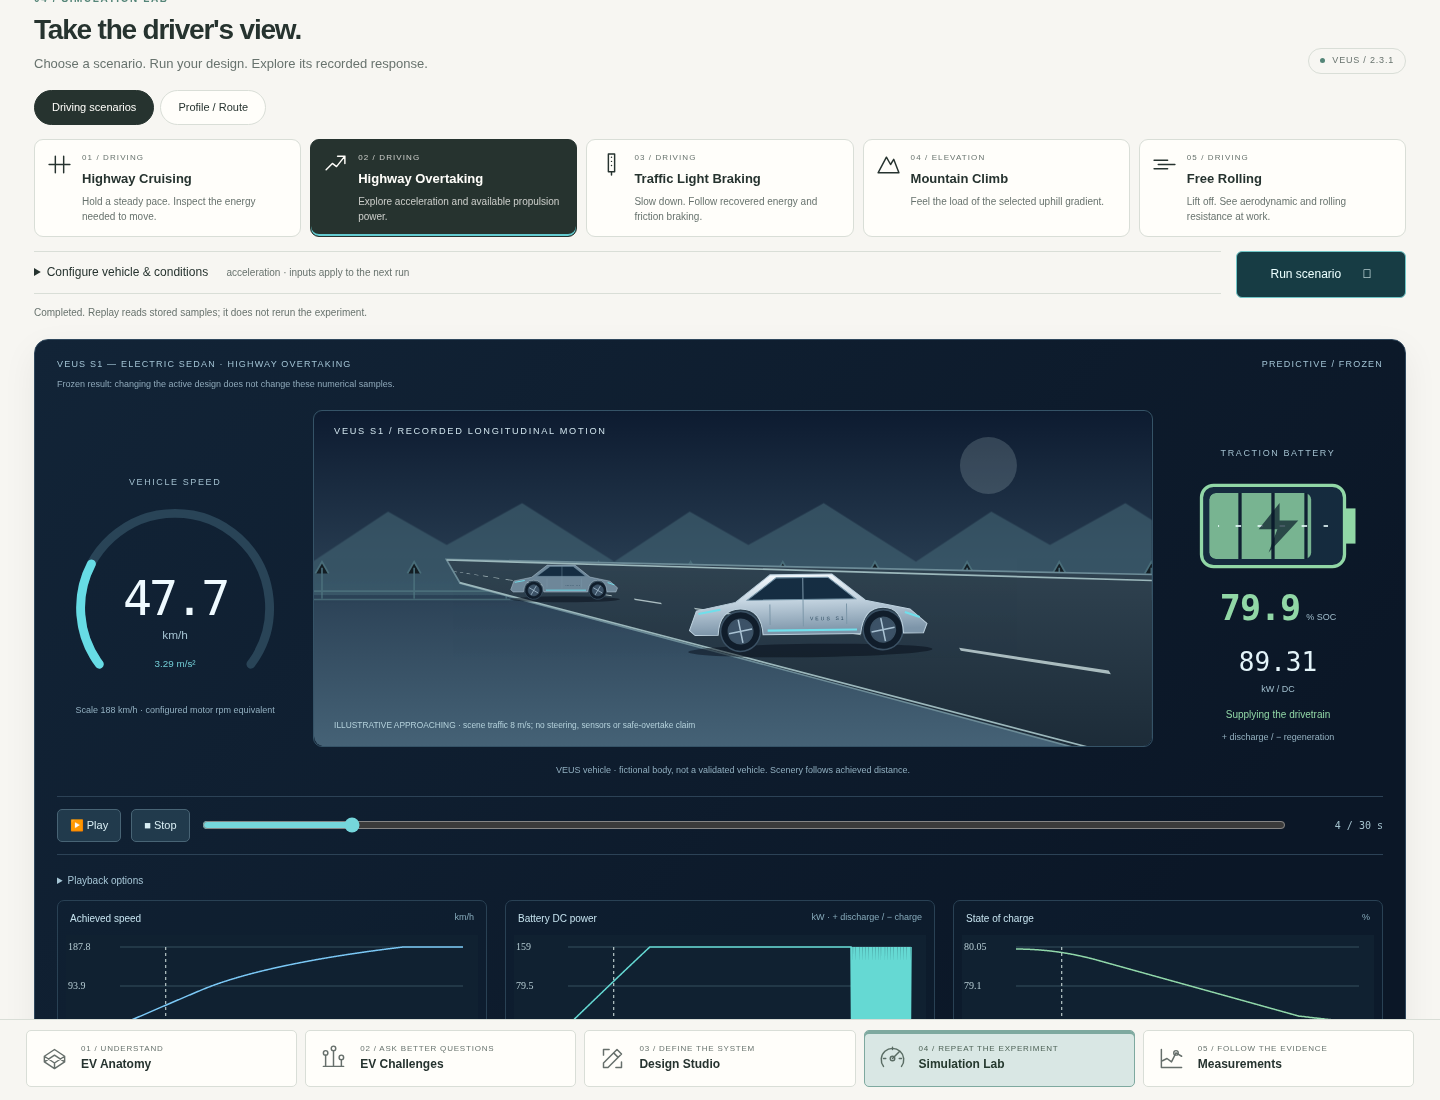 04 / SIMULATION LAB
Take the driver's view.
Choose a scenario. Run your design. Explore its recorded response.
VEUS / 2.3.1
Driving scenarios
Profile / Route
01 / DRIVING
Highway Cruising
Hold a steady pace. Inspect the energy
needed to move.
02 / DRIVING
Highway Overtaking
Explore acceleration and available propulsion
power.
03 / DRIVING
Traffic Light Braking
Slow down. Follow recovered energy and
friction braking.
04 / ELEVATION
Mountain Climb
Feel the load of the selected uphill gradient.
05 / DRIVING
Free Rolling
Lift off. See aerodynamic and rolling
resistance at work.
Configure vehicle & conditions
acceleration · inputs apply to the next run
Run scenario
Completed. Replay reads stored samples; it does not rerun the experiment.
VEUS S1 — ELECTRIC SEDAN · HIGHWAY OVERTAKING
PREDICTIVE / FROZEN
Frozen result: changing the active design does not change these numerical samples.
VEHICLE SPEED
47.7
km/h
3.29 m/s²
Scale 188 km/h · configured motor rpm equivalent
VEUS S1 / RECORDED LONGITUDINAL MOTION
VEUS S1
ILLUSTRATIVE APPROACHING · scene traffic 8 m/s; no steering, sensors or safe-overtake claim
VEUS vehicle · fictional body, not a validated vehicle. Scenery follows achieved distance.
TRACTION BATTERY
79.9 % SOC
89.31
kW / DC
Supplying the drivetrain
+ discharge / − regeneration
▶ Play
■ Stop
4 / 30 s
Playback options
Achieved speed
km/h
187.8
93.9
Battery DC power
kW · + discharge / − charge
159
79.5
State of charge
%
80.05
79.1
01 / UNDERSTAND
EV Anatomy
02 / ASK BETTER QUESTIONS
EV Challenges
03 / DEFINE THE SYSTEM
Design Studio
04 / REPEAT THE EXPERIMENT
Simulation Lab
05 / FOLLOW THE EVIDENCE
Measurements